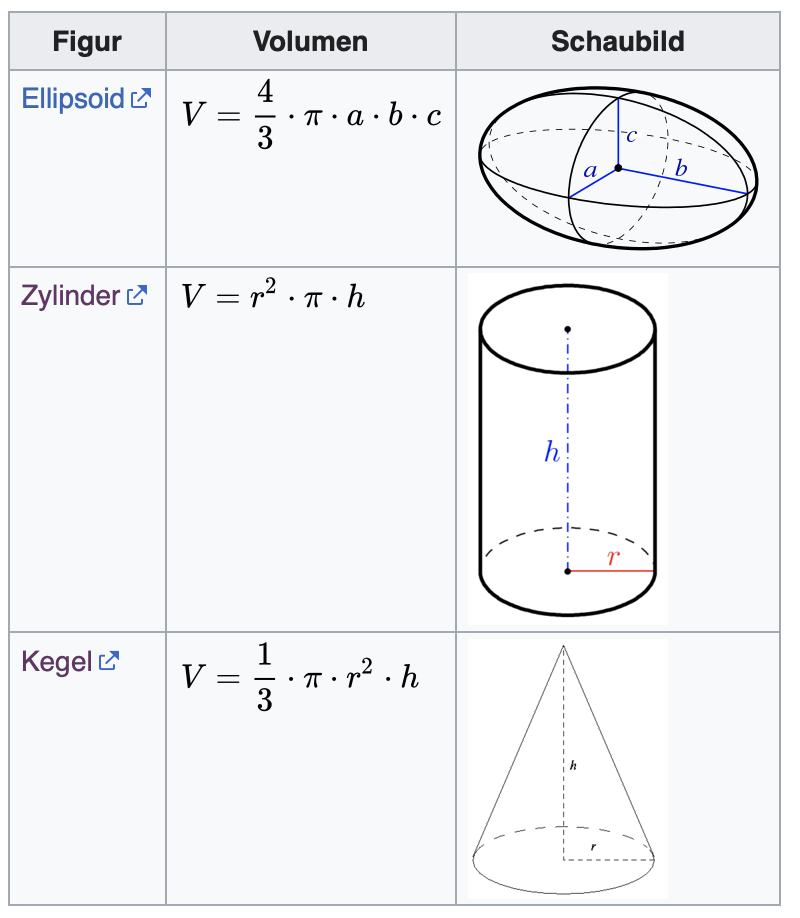 Figur Volumen Schaubild
Ellipsoid V = 4/3 · π · a · b · c
c
a b
Zylinder V = r² · π · h
h
r
Kegel V = 1/3 · π · r² · h
h
r